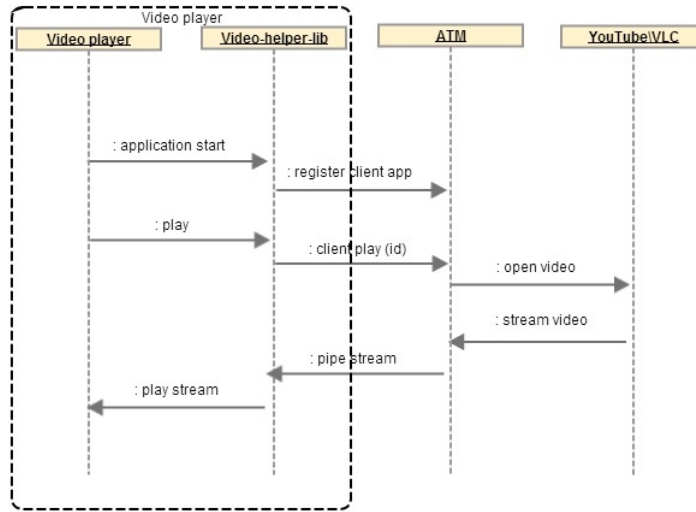 Video player
Video player
Video-helper-lib
ATM
YouTube\VLC
: application start
: register client app
: play
: client play (id)
: open video
: stream video
: pipe stream
: play stream